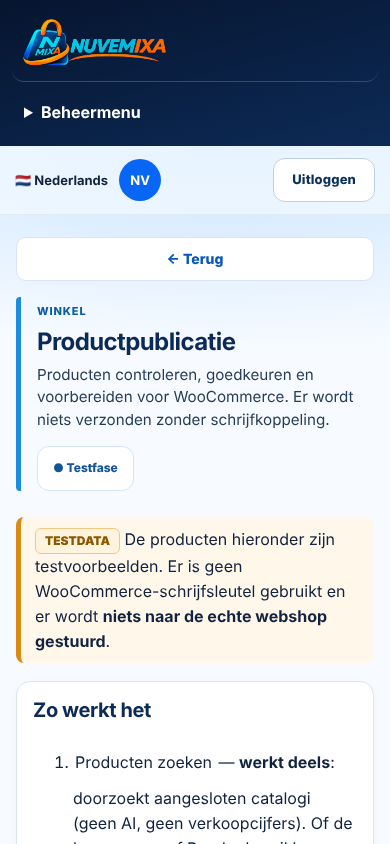 N
MIXA
NUVEMIXA
▶ Beheermenu
🇳🇱 Nederlands
NV
Uitloggen
← Terug
WINKEL
Productpublicatie
Producten controleren, goedkeuren en
voorbereiden voor WooCommerce. Er wordt
niets verzonden zonder schrijfkoppeling.
● Testfase
TESTDATA De producten hieronder zijn
testvoorbeelden. Er is geen
WooCommerce-schrijfsleutel gebruikt en
er wordt niets naar de echte webshop
gestuurd.
Zo werkt het
1. Producten zoeken — werkt deels:
doorzoekt aangesloten catalogi
(geen AI, geen verkoopcijfers). Of de